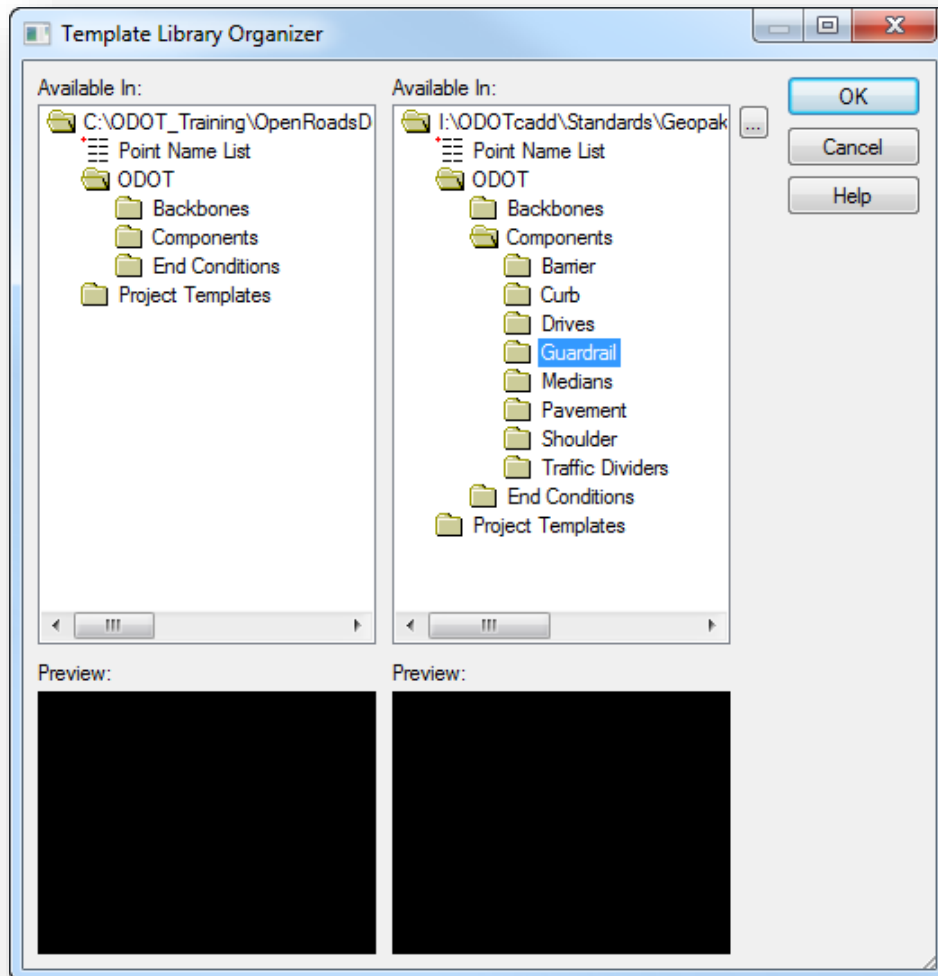 Template Library Organizer
Available In:
C:\ODOT_Training\OpenRoadsD
Point Name List
ODOT
Backbones
Components
End Conditions
Project Templates
Preview:
Available In:
I:\ODOTcadd\Standards\Geopak
Point Name List
ODOT
Backbones
Components
Barrier
Curb
Drives
Guardrail
Medians
Pavement
Shoulder
Traffic Dividers
End Conditions
Project Templates
Preview:
...
OK
Cancel
Help